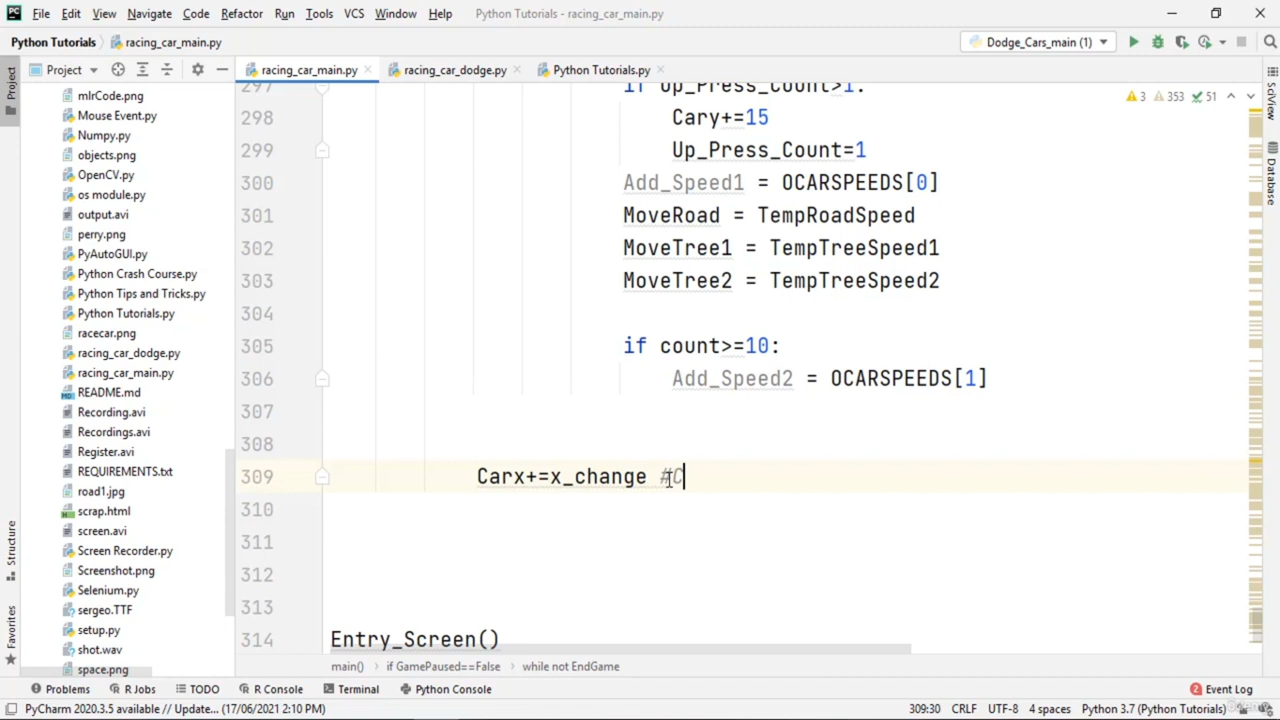 File Edit View Navigate Code Refactor Run Tools VCS Window Help Python Tutorials - racing_car_main.py
Python Tutorials racing_car_main.py Dodge_Cars_main (1)
Project racing_car_main.py racing_car_dodge.py Python Tutorials.py
Project
SciView
Database
Structure
Favorites
3 353 51
mlrCode.png
Mouse Event.py
Numpy.py
objects.png
OpenCV.py
os module.py
output.avi
perry.png
PyAutoGUI.py
Python Crash Course.py
Python Tips and Tricks.py
Python Tutorials.py
racecar.png
racing_car_dodge.py
racing_car_main.py
README.md
Recording.avi
Recordings.avi
Register.avi
REQUIREMENTS.txt
road1.jpg
scrap.html
screen.avi
Screen Recorder.py
Screenshot.png
Selenium.py
sergeo.TTF
setup.py
shot.wav
space.png
297 if Up_Press_Count>1:
298 Cary+=15
299 Up_Press_Count=1
300 Add_Speed1 = OCARSPEEDS[0]
301 MoveRoad = TempRoadSpeed
302 MoveTree1 = TempTreeSpeed1
303 MoveTree2 = TempTreeSpeed2
304
305 if count>=10:
306 Add_Speed2 = OCARSPEEDS[1]
307
308
309 Carx+=x_change #C
310
311
312
313
314 Entry_Screen()
main() if GamePaused==False while not EndGame
Problems R Jobs TODO R Console Terminal Python Console 2 Event Log
PyCharm 2020.3.5 available // Update... (17/06/2021 2:10 PM) 309:30 CRLF UTF-8 4 spaces Python 3.7 (Python Tutorials)